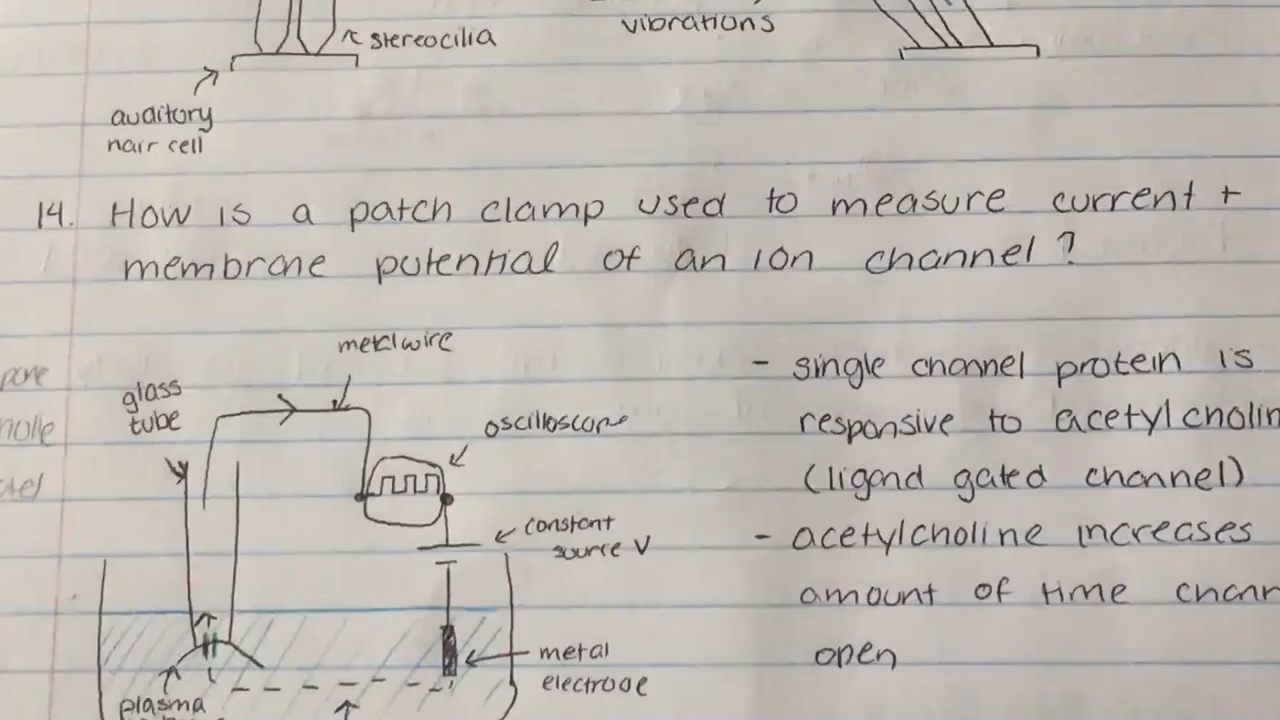 stereocilia
vibrations
auditory
hair cell
14. How is a patch clamp used to measure current +
membrane potential of an ion channel?
metal wire
glass
tube
oscilloscope
constant
source V
metal
electrode
plasma
- single channel protein is
responsive to acetylcholin
(ligand gated channel)
- acetylcholine increases
amount of time chan
open